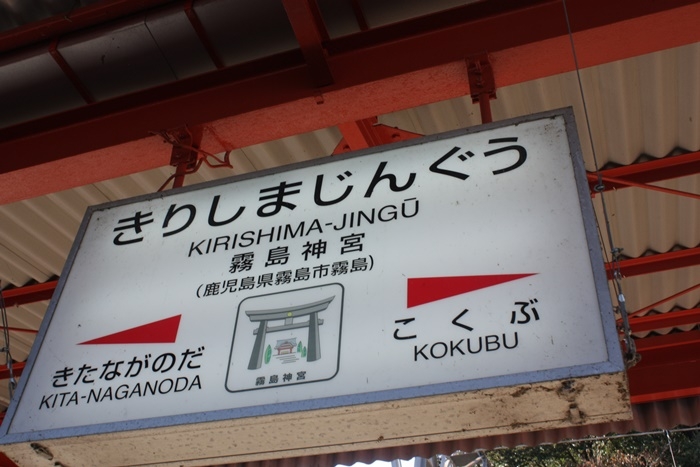 きりしまじんぐう
KIRISHIMA-JINGŪ
霧島神宮
(鹿児島県霧島市霧島)
きたながのだ
KITA-NAGANODA
霧島神宮
こくぶ
KOKUBU